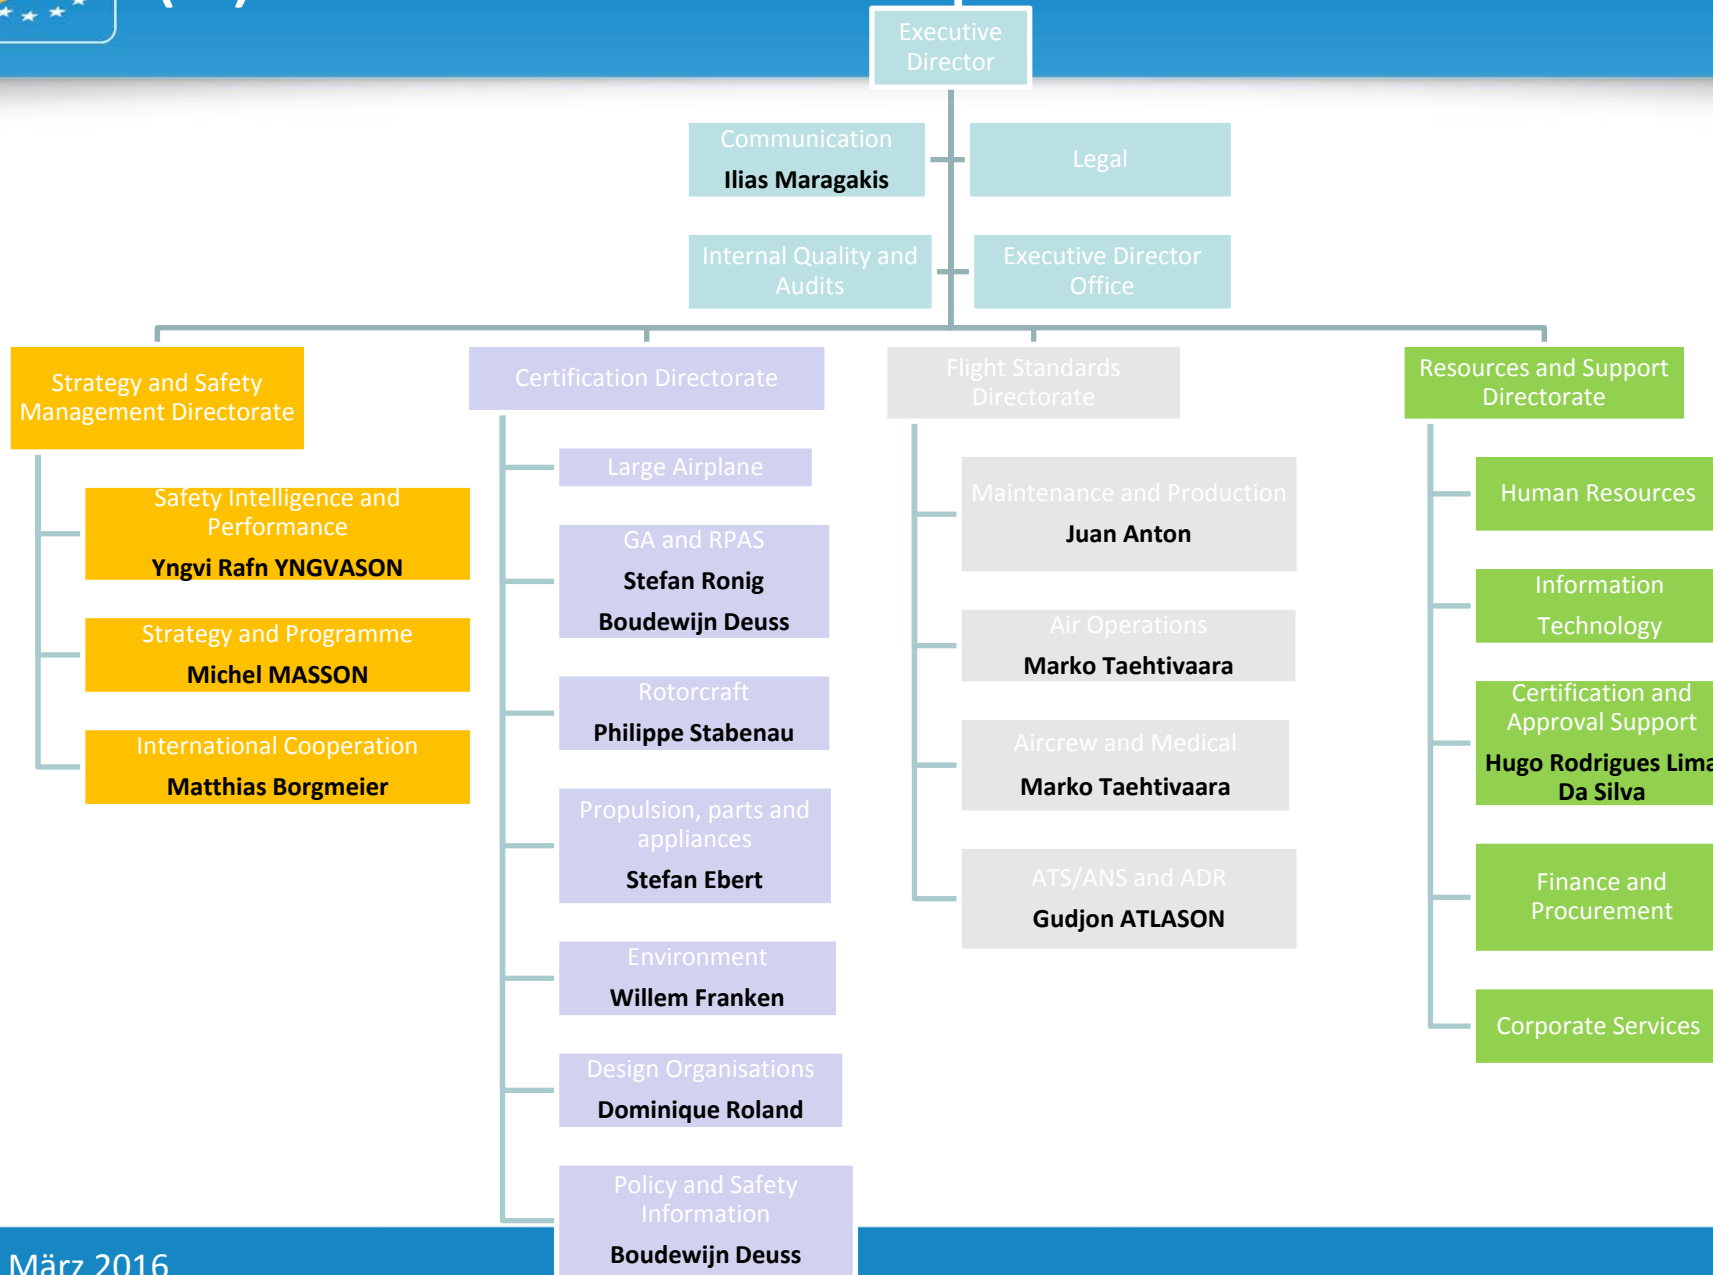 Executive
Director
Communication
Ilias Maragakis
Legal
Internal Quality and
Audits
Executive Director
Office
Strategy and Safety
Management Directorate
Safety Intelligence and
Performance
Yngvi Rafn YNGVASON
Strategy and Programme
Michel MASSON
International Cooperation
Matthias Borgmeier
Certification Directorate
Large Airplane
GA and RPAS
Stefan Ronig
Boudewijn Deuss
Rotorcraft
Philippe Stabenau
Propulsion, parts and
appliances
Stefan Ebert
Environment
Willem Franken
Design Organisations
Dominique Roland
Policy and Safety
Information
Boudewijn Deuss
Flight Standards
Directorate
Maintenance and Production
Juan Anton
Air Operations
Marko Taehtivaara
Aircrew and Medical
Marko Taehtivaara
ATS/ANS and ADR
Gudjon ATLASON
Resources and Support
Directorate
Human Resources
Information
Technology
Certification and
Approval Support
Hugo Rodrigues Lima
Da Silva
Finance and
Procurement
Corporate Services
März 2016